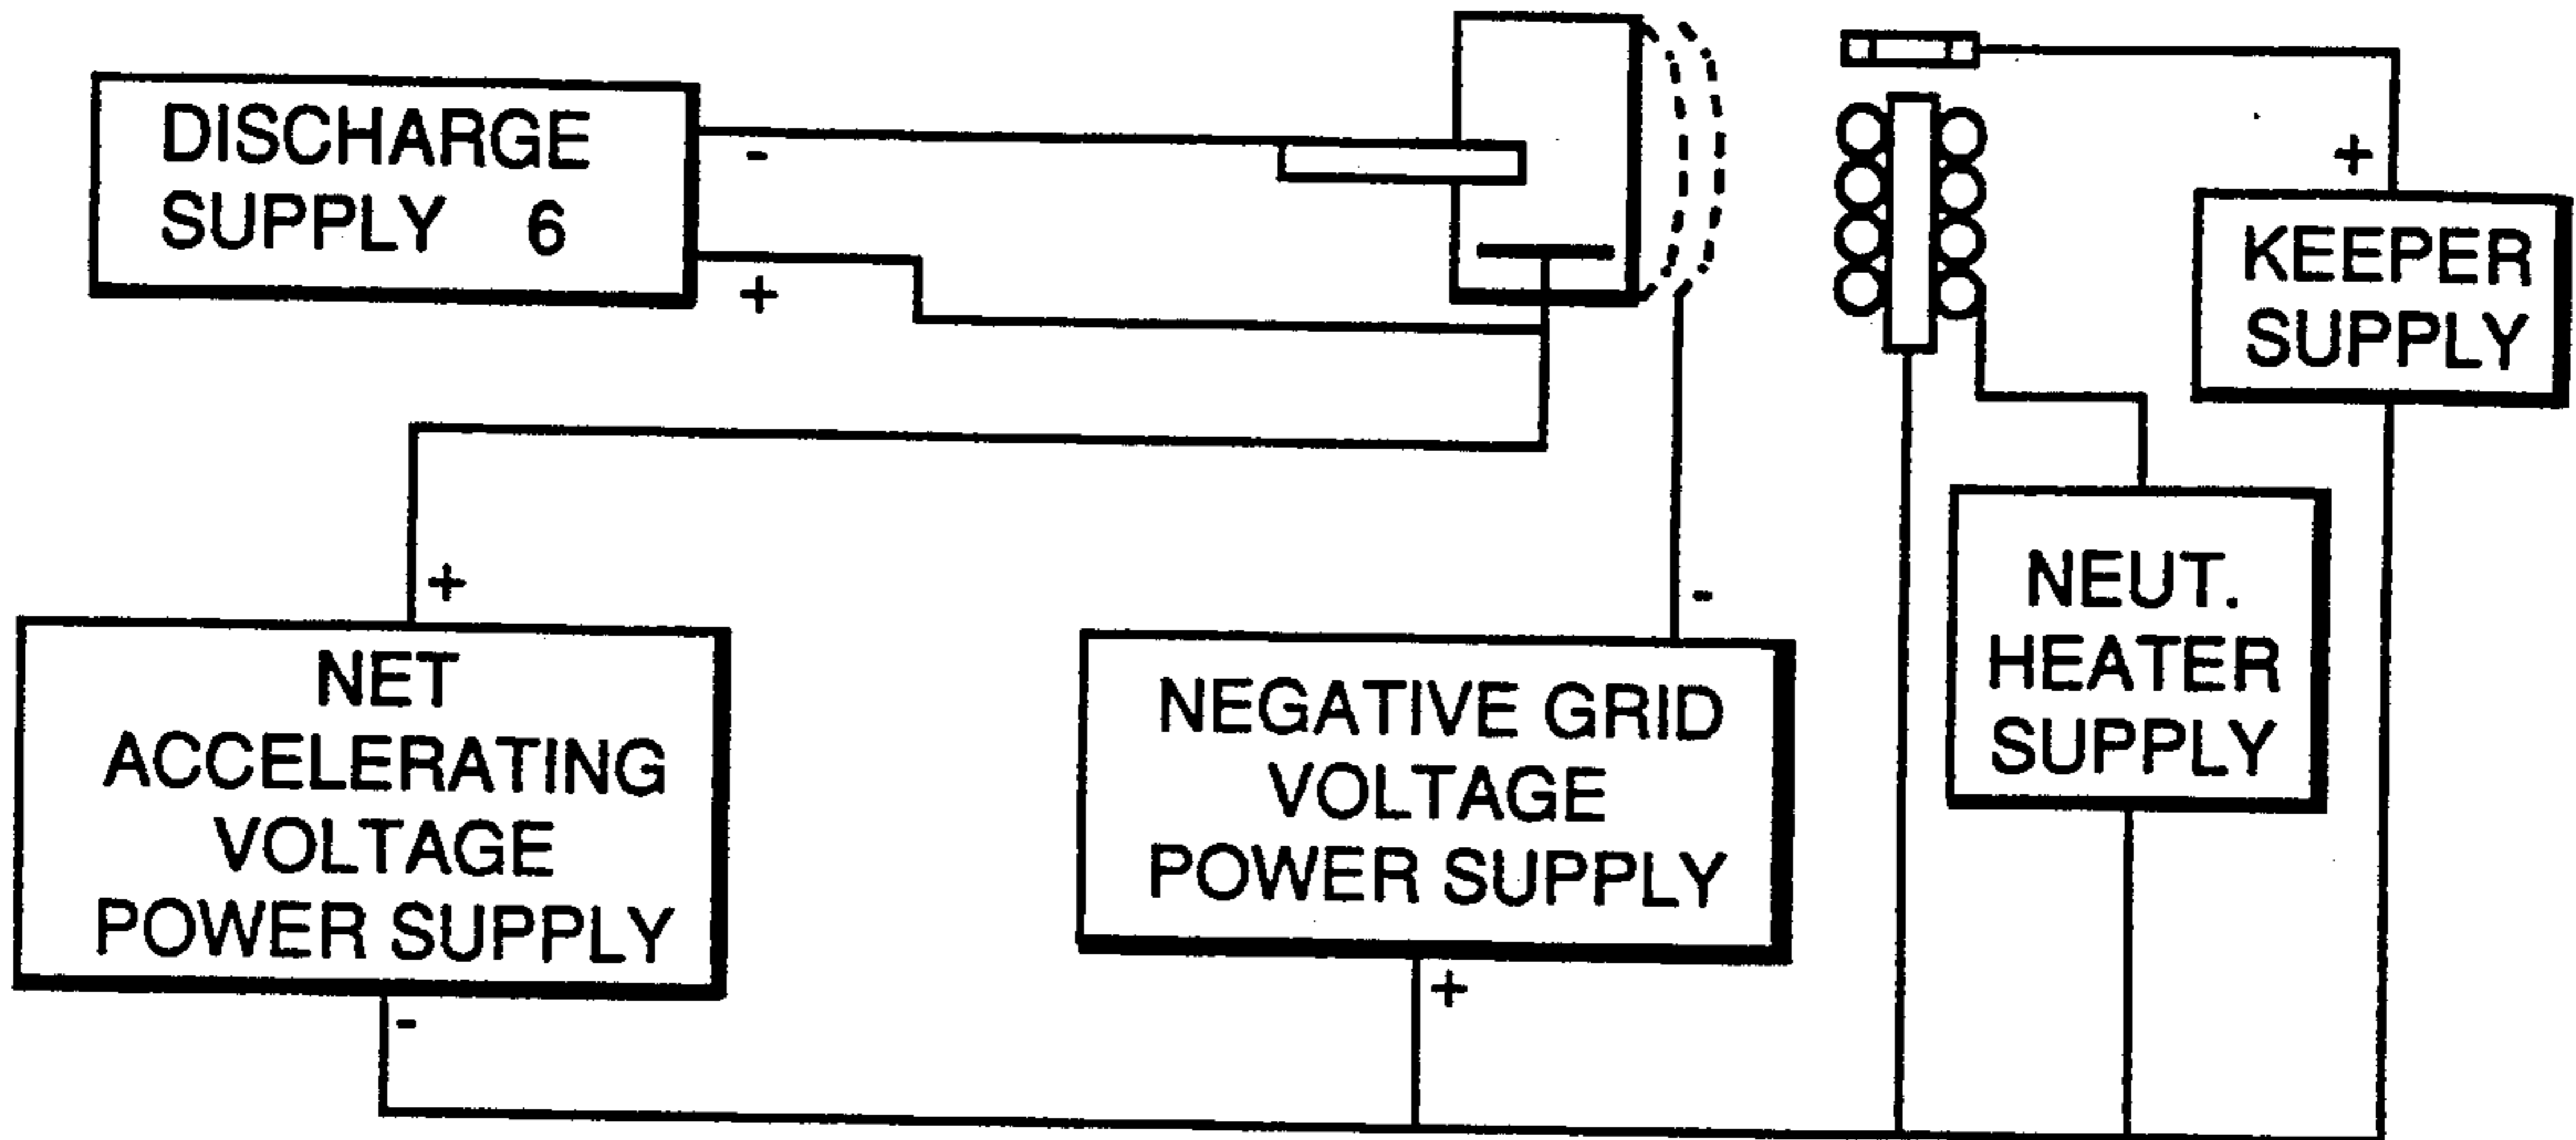 DISCHARGE
SUPPLY 6
-
+
+
KEEPER
SUPPLY
+
-
NET
ACCELERATING
VOLTAGE
POWER SUPPLY
-
NEGATIVE GRID
VOLTAGE
POWER SUPPLY
+
NEUT.
HEATER
SUPPLY